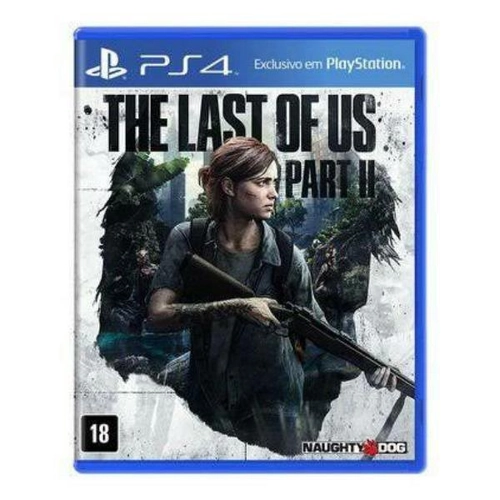 PS4 Exclusivo em PlayStation®
THE LAST OF US
PART II
18
NAUGHTY DOG